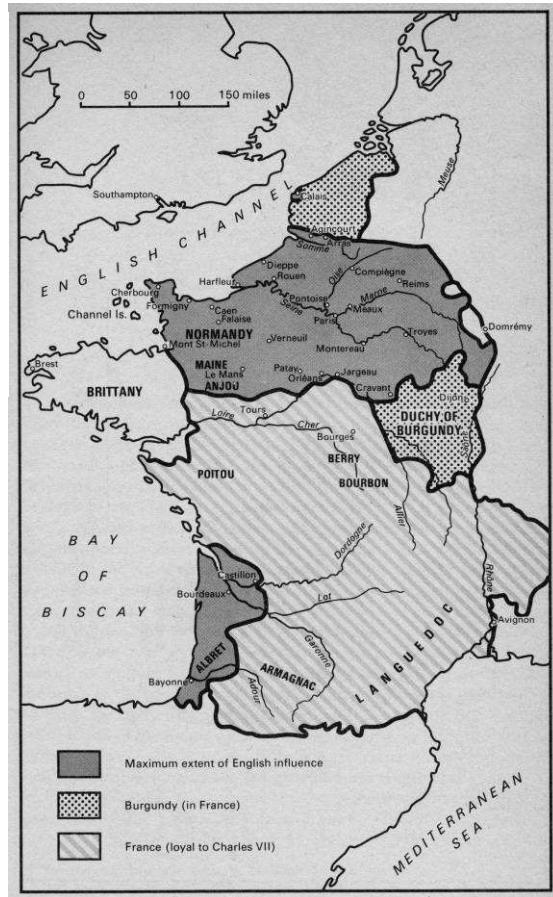 0 50 100 150 miles
Southampton
ENGLISH CHANNEL
Calais
Meuse
Agincourt
Somme
Arras
Dieppe
Rouen
Oise
Compiègne
Reims
Cherbourg
Harfleur
Pontoise
Marne
Formigny
Caen
Seine
Meaux
Channel Is.
Falaise
Paris
Domrémy
NORMANDY
Verneuil
Troyes
Mont St-Michel
Montereau
Brest
MAINE
Le Mans
Patay
Jargeau
BRITTANY
ANJOU
Orléans
Cravant
Dijon
DUCHY OF
BURGUNDY
Tours
Loire
Cher
Bourges
POITOU
BERRY
BOURBON
Allier
Dordogne
BAY
OF
BISCAY
Castillon
Bourdeaux
Lot
Rhône
Avignon
Garonne
LANGUEDOC
ALBRET
ARMAGNAC
Bayonne
Adour
Maximum extent of English influence
Burgundy (in France)
France (loyal to Charles VII)
MEDITERRANEAN
SEA